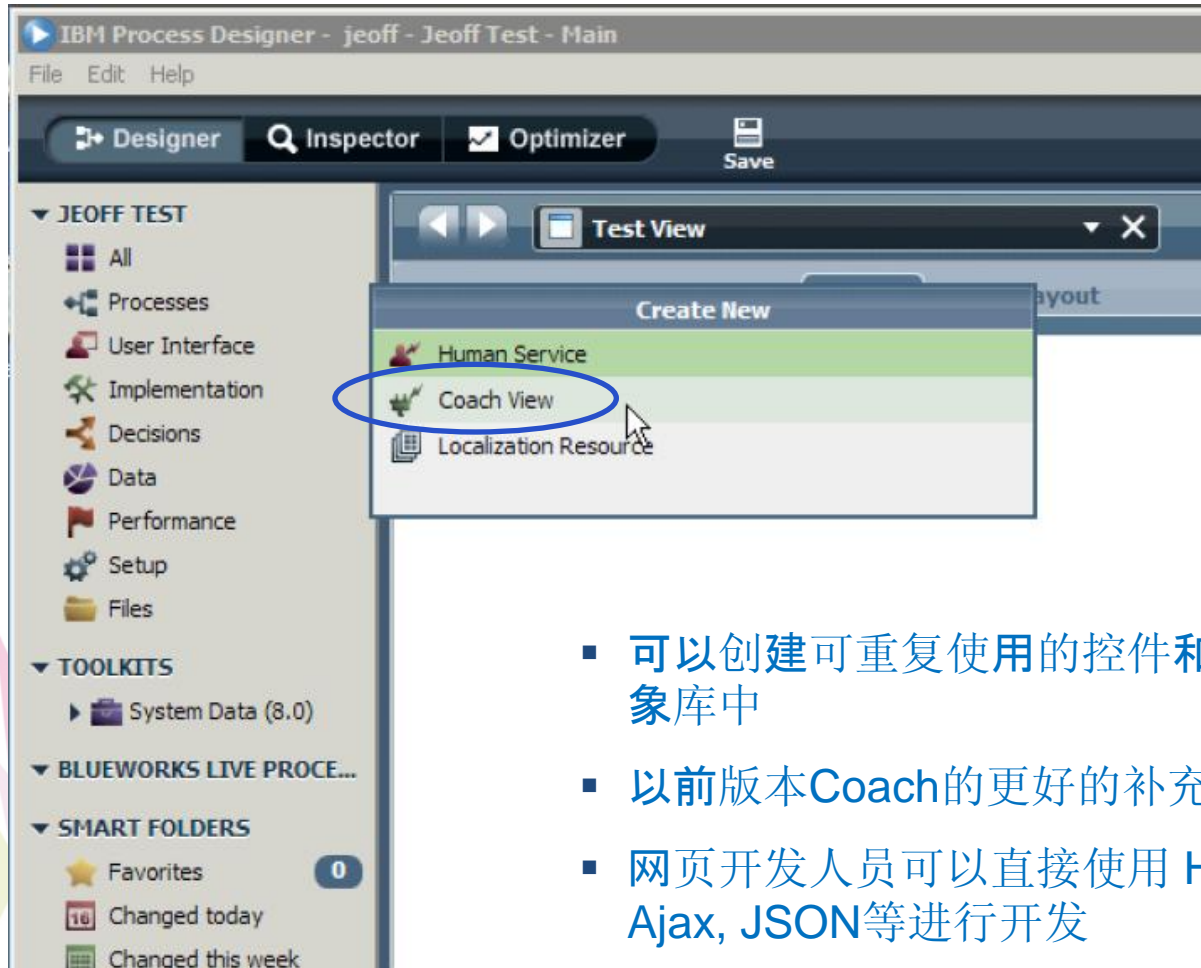 IBM Process Designer - jeoff - Jeoff Test - Main
File Edit Help
Designer Inspector Optimizer Save
JEOFF TEST
All
Processes
User Interface
Implementation
Decisions
Data
Performance
Setup
Files
TOOLKITS
System Data (8.0)
BLUEWORKS LIVE PROCE...
SMART FOLDERS
Favorites 0
Changed today
Changed this week
Test View
ayout
Create New
Human Service
Coach View
Localization Resource
可以创建可重复使用的控件和
象库中
以前版本Coach的更好的补充
网页开发人员可以直接使用 H
Ajax, JSON等进行开发